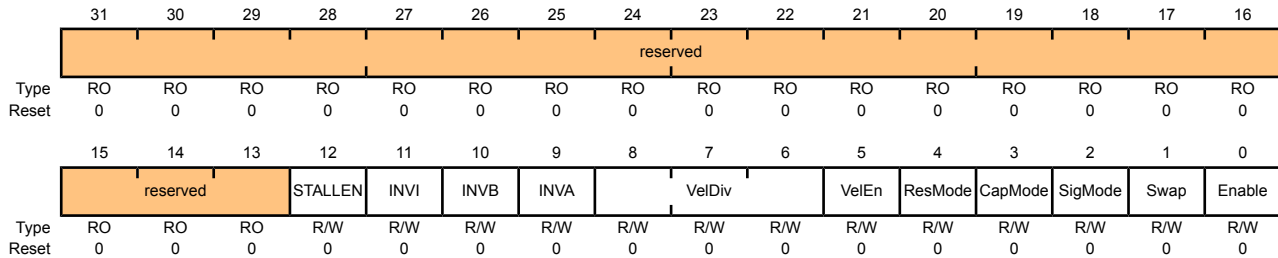 31 30 29 28 27 26 25 24 23 22 21 20 19 18 17 16
reserved
Type RO RO RO RO RO RO RO RO RO RO RO RO RO RO RO RO
Reset 0 0 0 0 0 0 0 0 0 0 0 0 0 0 0 0
15 14 13 12 11 10 9 8 7 6 5 4 3 2 1 0
reserved STALLEN INVI INVB INVA VelDiv VelEn ResMode CapMode SigMode Swap Enable
Type RO RO RO R/W R/W R/W R/W R/W R/W R/W R/W R/W R/W R/W R/W R/W
Reset 0 0 0 0 0 0 0 0 0 0 0 0 0 0 0 0